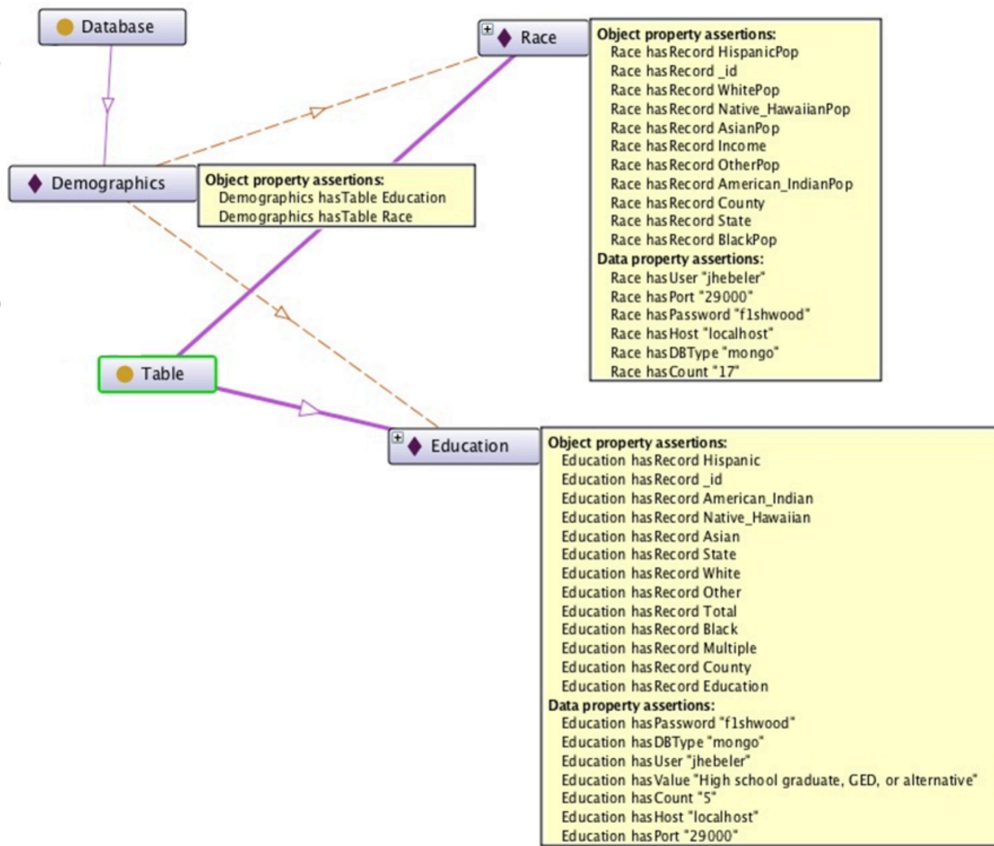 Database
Race
Object property assertions:
Race hasRecord HispanicPop
Race hasRecord _id
Race hasRecord WhitePop
Race hasRecord Native_HawaiianPop
Race hasRecord AsianPop
Race hasRecord Income
Race hasRecord OtherPop
Race hasRecord American_IndianPop
Race hasRecord County
Race hasRecord State
Race hasRecord BlackPop
Data property assertions:
Race hasUser "jhebeler"
Race hasPort "29000"
Race hasPassword "f1shwood"
Race hasHost "localhost"
Race hasDBType "mongo"
Race hasCount "17"
Demographics
Object property assertions:
Demographics hasTable Education
Demographics hasTable Race
Table
Education
Object property assertions:
Education hasRecord Hispanic
Education hasRecord _id
Education hasRecord American_Indian
Education hasRecord Native_Hawaiian
Education hasRecord Asian
Education hasRecord State
Education hasRecord White
Education hasRecord Other
Education hasRecord Total
Education hasRecord Black
Education hasRecord Multiple
Education hasRecord County
Education hasRecord Education
Data property assertions:
Education hasPassword "f1shwood"
Education hasDBType "mongo"
Education hasUser "jhebeler"
Education hasValue "High school graduate, GED, or alternative"
Education hasCount "5"
Education hasHost "localhost"
Education hasPort "29000"